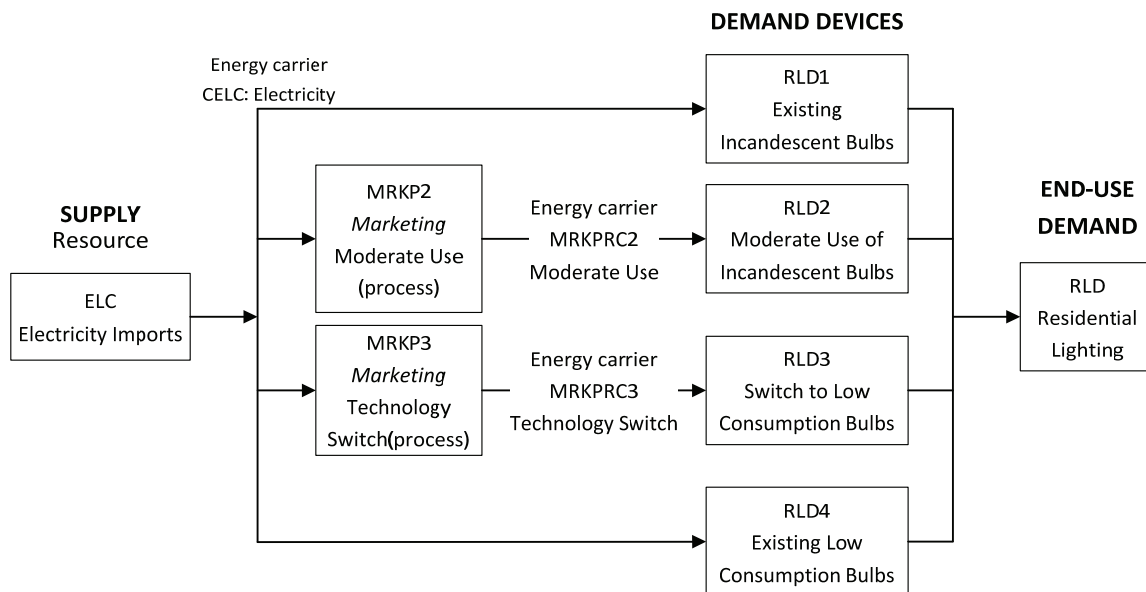 DEMAND DEVICES
Energy carrier
CELC: Electricity
RLD1
Existing
Incandescent Bulbs
SUPPLY
Resource
ELC
Electricity Imports
MRKP2
Marketing
Moderate Use
(process)
Energy carrier
MRKPRC2
Moderate Use
RLD2
Moderate Use of
Incandescent Bulbs
MRKP3
Marketing
Technology
Switch(process)
Energy carrier
MRKPRC3
Technology Switch
RLD3
Switch to Low
Consumption Bulbs
RLD4
Existing Low
Consumption Bulbs
END-USE
DEMAND
RLD
Residential
Lighting